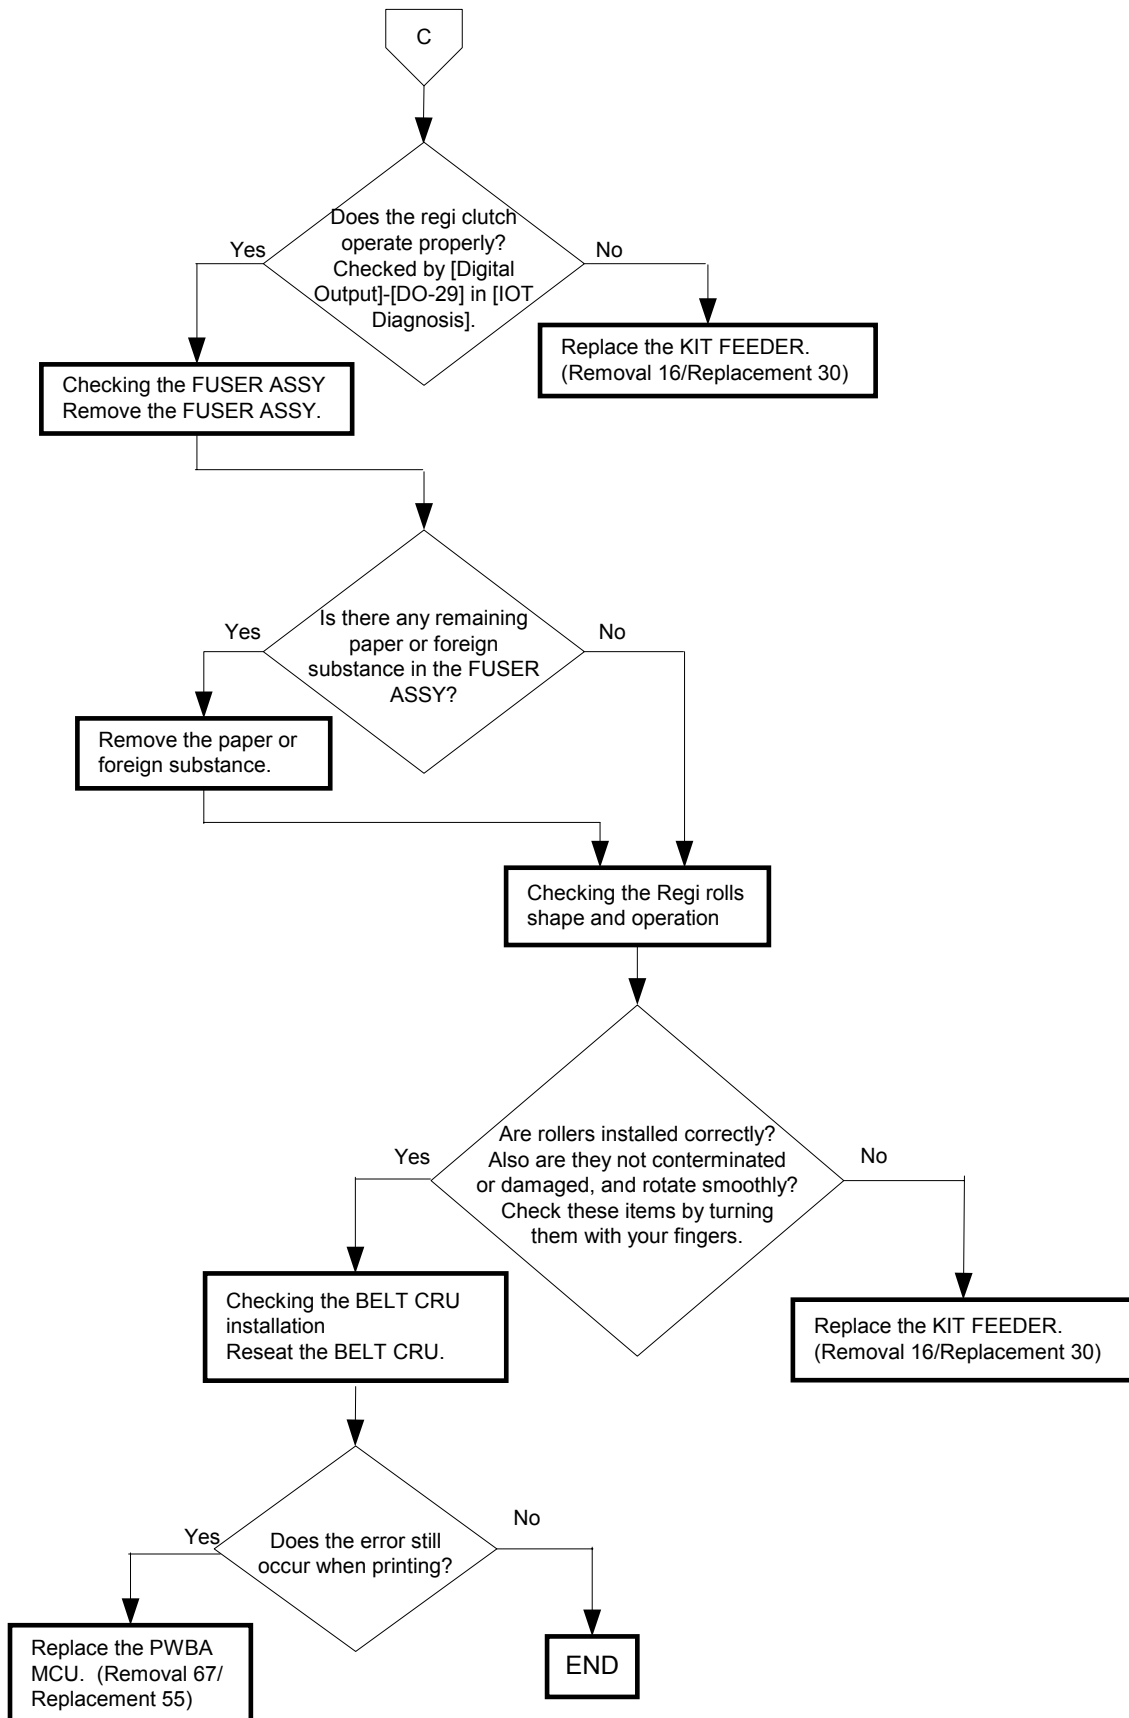 C
Does the regi clutch
operate properly?
Checked by [Digital
Output]-[DO-29] in [IOT
Diagnosis].
Yes
No
Checking the FUSER ASSY
Remove the FUSER ASSY.
Replace the KIT FEEDER.
(Removal 16/Replacement 30)
Is there any remaining
paper or foreign
substance in the FUSER
ASSY?
Yes
No
Remove the paper or
foreign substance.
Checking the Regi rolls
shape and operation
Are rollers installed correctly?
Also are they not conterminated
or damaged, and rotate smoothly?
Check these items by turning
them with your fingers.
Yes
No
Checking the BELT CRU
installation
Reseat the BELT CRU.
Replace the KIT FEEDER.
(Removal 16/Replacement 30)
Does the error still
occur when printing?
Yes
No
Replace the PWBA
MCU.  (Removal 67/
Replacement 55)
END